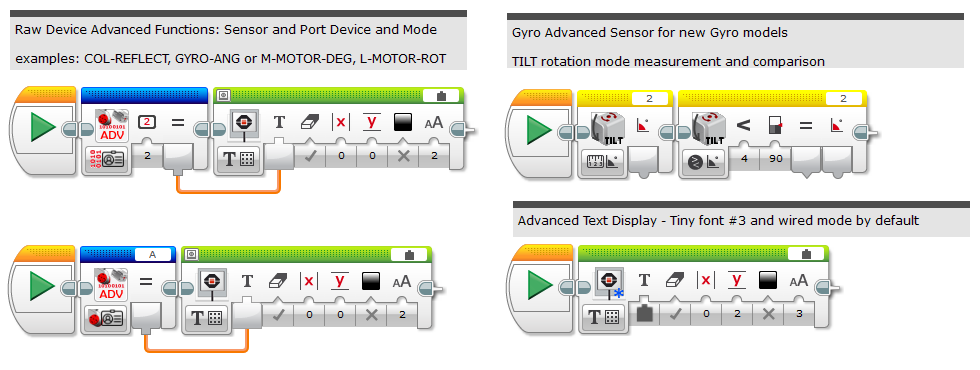 Raw Device Advanced Functions: Sensor and Port Device and Mode
examples: COL-REFLECT, GYRO-ANG or M-MOTOR-DEG, L-MOTOR-ROT
10100101
ADV
2
=
T
x
y
AA
T
2
0
0
2
A
ADV
=
T
x
y
AA
T
0
0
2
Gyro Advanced Sensor for new Gyro models
TILT rotation mode measurement and comparison
2
2
TILT
TILT
<
=
4
90
Advanced Text Display - Tiny font #3 and wired mode by default
T
x
y
AA
*
T
0
2
3